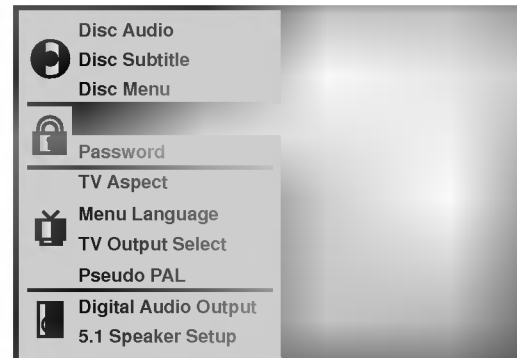 Disc Audio
Disc Subtitle
Disc Menu
Password
TV Aspect
Menu Language
TV Output Select
Pseudo PAL
Digital Audio Output
5.1 Speaker Setup